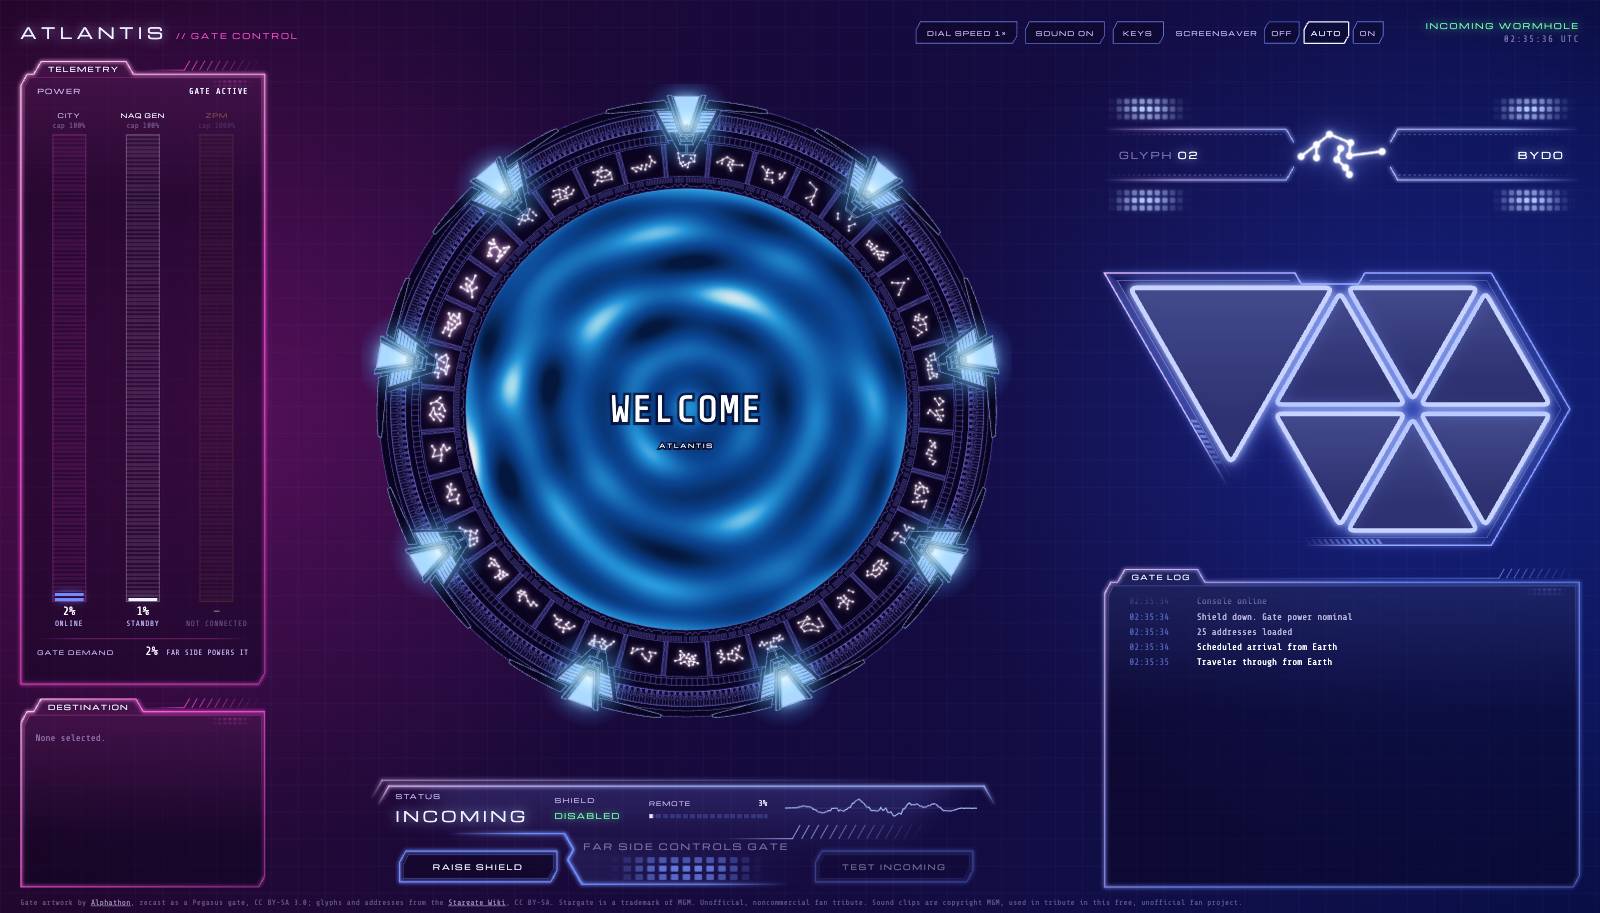 ATLANTIS // GATE CONTROL
DIAL SPEED 1× SOUND ON KEYS SCREENSAVER OFF AUTO ON
INCOMING WORMHOLE
02:35:36 UTC
TELEMETRY
POWER GATE ACTIVE
CITY NAQ GEN ZPM
cap 100% cap 100% cap 1000%
2% 1% —
ONLINE STANDBY NOT CONNECTED
GATE DEMAND 2% FAR SIDE POWERS IT
DESTINATION
None selected.
WELCOME
ATLANTIS
STATUS
INCOMING
SHIELD
DISABLED
REMOTE 3%
FAR SIDE CONTROLS GATE
RAISE SHIELD
TEST INCOMING
GLYPH 02 BYDO
GATE LOG
02:35:34 Console online
02:35:34 Shield down. Gate power nominal
02:35:34 25 addresses loaded
02:35:34 Scheduled arrival from Earth
02:35:35 Traveler through from Earth
Gate artwork by Alphathon, recast as a Pegasus gate, CC BY-SA 3.0; glyphs and addresses from the Stargate Wiki, CC BY-SA. Stargate is a trademark of MGM. Unofficial, noncommercial fan tribute. Sound clips are copyright MGM, used in tribute in this free, unofficial fan project.